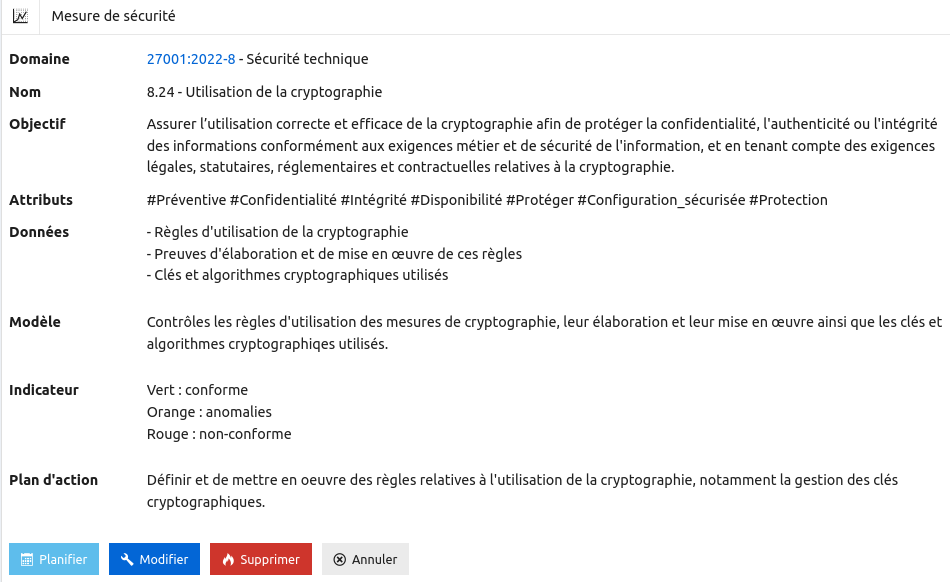 Mesure de sécurité
Domaine 27001:2022-8 - Sécurité technique
Nom 8.24 - Utilisation de la cryptographie
Objectif Assurer l’utilisation correcte et efficace de la cryptographie afin de protéger la confidentialité, l'authenticité ou l'intégrité
des informations conformément aux exigences métier et de sécurité de l'information, et en tenant compte des exigences
légales, statutaires, réglementaires et contractuelles relatives à la cryptographie.
Attributs #Préventive #Confidentialité #Intégrité #Disponibilité #Protéger #Configuration_sécurisée #Protection
Données - Règles d'utilisation de la cryptographie
- Preuves d'élaboration et de mise en œuvre de ces règles
- Clés et algorithmes cryptographiques utilisés
Modèle Contrôles les règles d'utilisation des mesures de cryptographie, leur élaboration et leur mise en œuvre ainsi que les clés et
algorithmes cryptographiqes utilisés.
Indicateur Vert : conforme
Orange : anomalies
Rouge : non-conforme
Plan d'action Définir et de mettre en oeuvre des règles relatives à l'utilisation de la cryptographie, notamment la gestion des clés
cryptographiques.
Planifier Modifier Supprimer Annuler